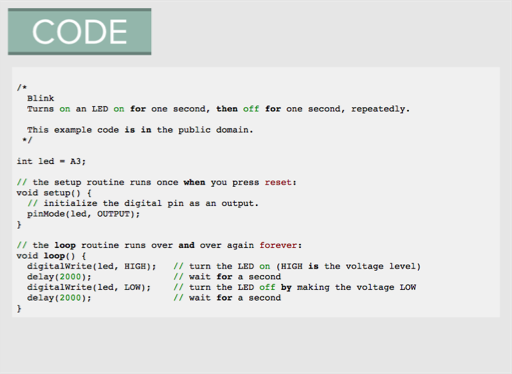 CODE
/*
  Blink
  Turns on an LED on for one second, then off for one second, repeatedly.

  This example code is in the public domain.
 */

int led = A3;

// the setup routine runs once when you press reset:
void setup() {
  // initialize the digital pin as an output.
  pinMode(led, OUTPUT);
}

// the loop routine runs over and over again forever:
void loop() {
  digitalWrite(led, HIGH);   // turn the LED on (HIGH is the voltage level)
  delay(2000);               // wait for a second
  digitalWrite(led, LOW);    // turn the LED off by making the voltage LOW
  delay(2000);               // wait for a second
}